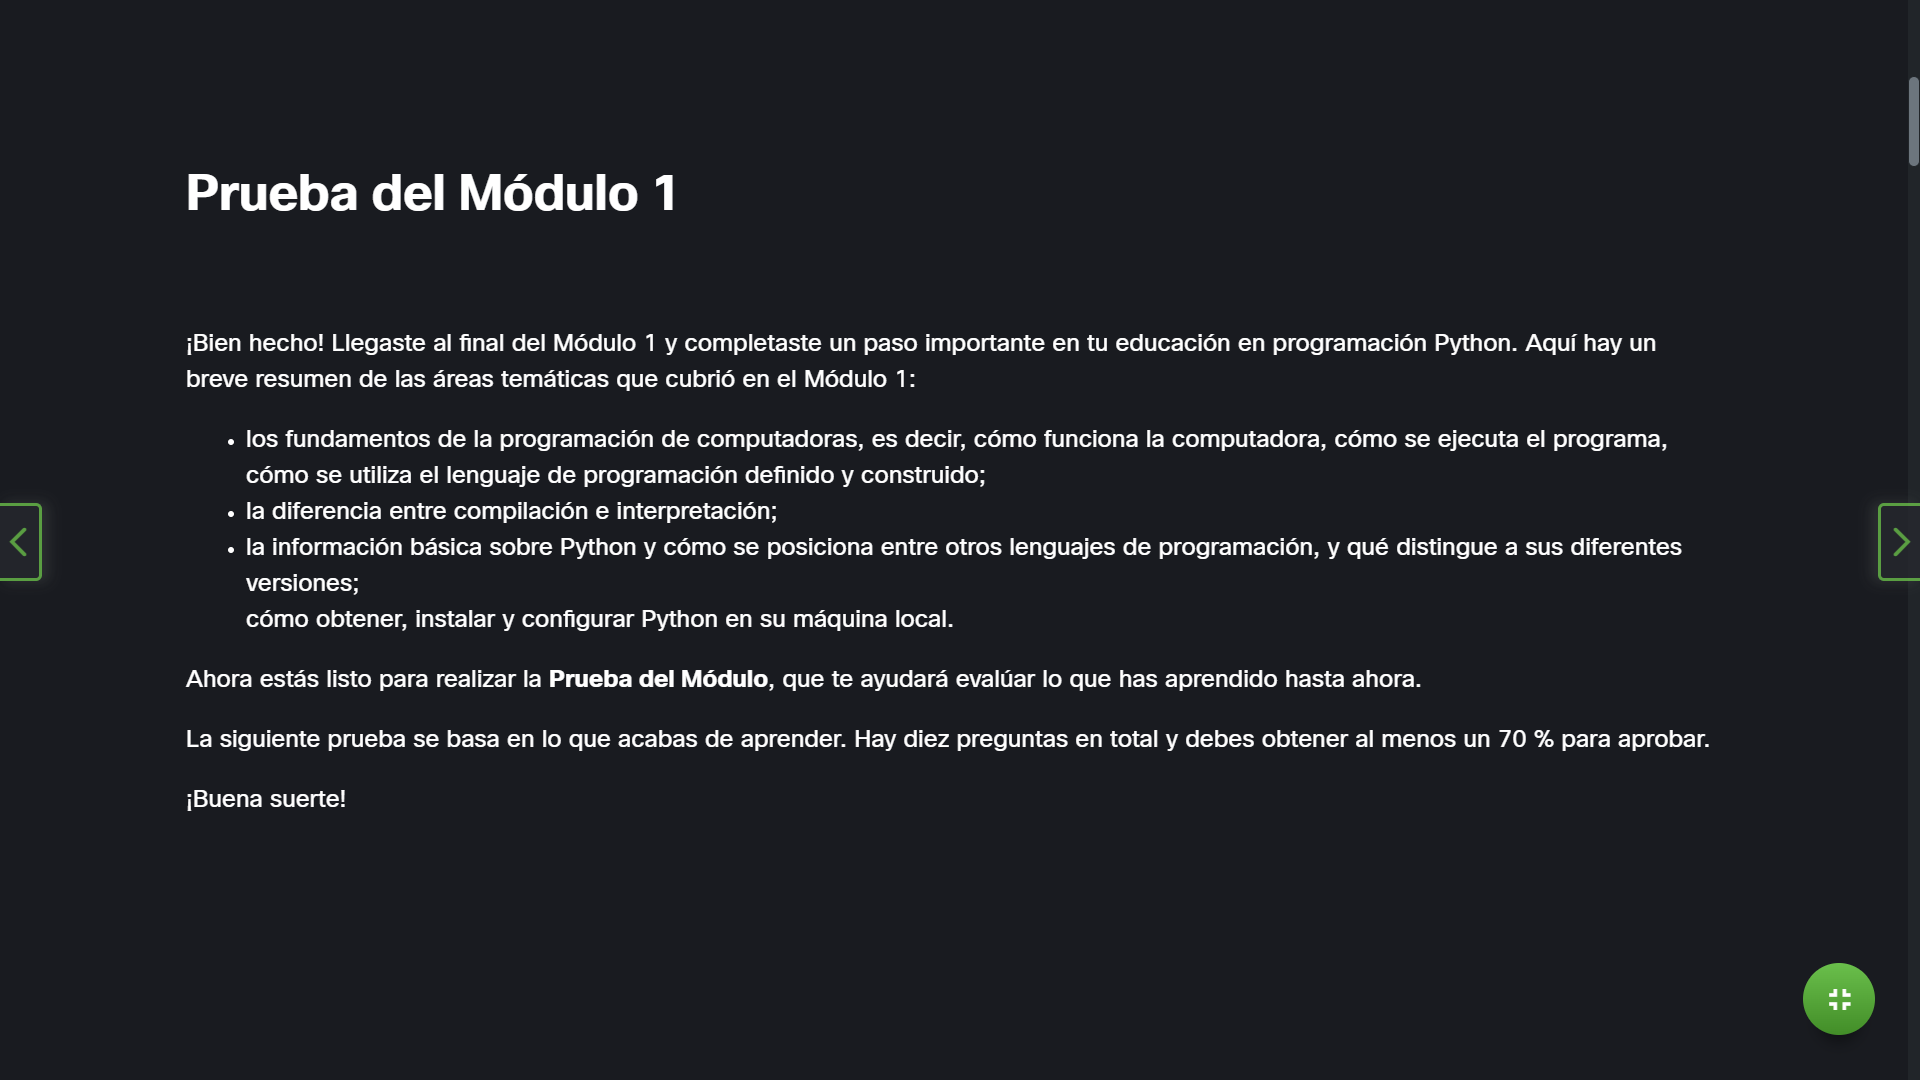 Prueba del Módulo 1
¡Bien hecho! Llegaste al final del Módulo 1 y completaste un paso importante en tu educación en programación Python. Aquí hay un
breve resumen de las áreas temáticas que cubrió en el Módulo 1:
• los fundamentos de la programación de computadoras, es decir, cómo funciona la computadora, cómo se ejecuta el programa,
cómo se utiliza el lenguaje de programación definido y construido;
• la diferencia entre compilación e interpretación;
• la información básica sobre Python y cómo se posiciona entre otros lenguajes de programación, y qué distingue a sus diferentes
versiones;
cómo obtener, instalar y configurar Python en su máquina local.
Ahora estás listo para realizar la Prueba del Módulo, que te ayudará evalúar lo que has aprendido hasta ahora.
La siguiente prueba se basa en lo que acabas de aprender. Hay diez preguntas en total y debes obtener al menos un 70 % para aprobar.
¡Buena suerte!